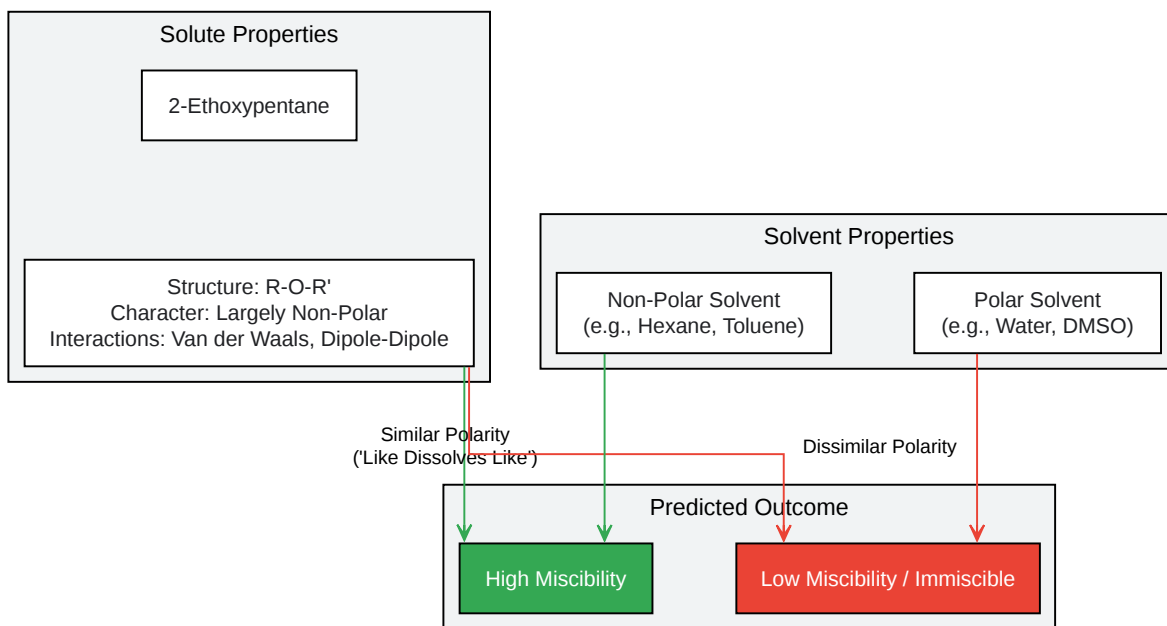 Solute Properties
2-Ethoxypentane
Structure: R-O-R'
Character: Largely Non-Polar
Interactions: Van der Waals, Dipole-Dipole
Solvent Properties
Non-Polar Solvent
(e.g., Hexane, Toluene)
Polar Solvent
(e.g., Water, DMSO)
Similar Polarity
('Like Dissolves Like')
Dissimilar Polarity
Predicted Outcome
High Miscibility
Low Miscibility / Immiscible